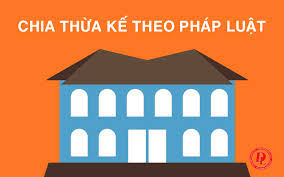 CHIA THỪA KẾ THEO PHÁP LUẬT